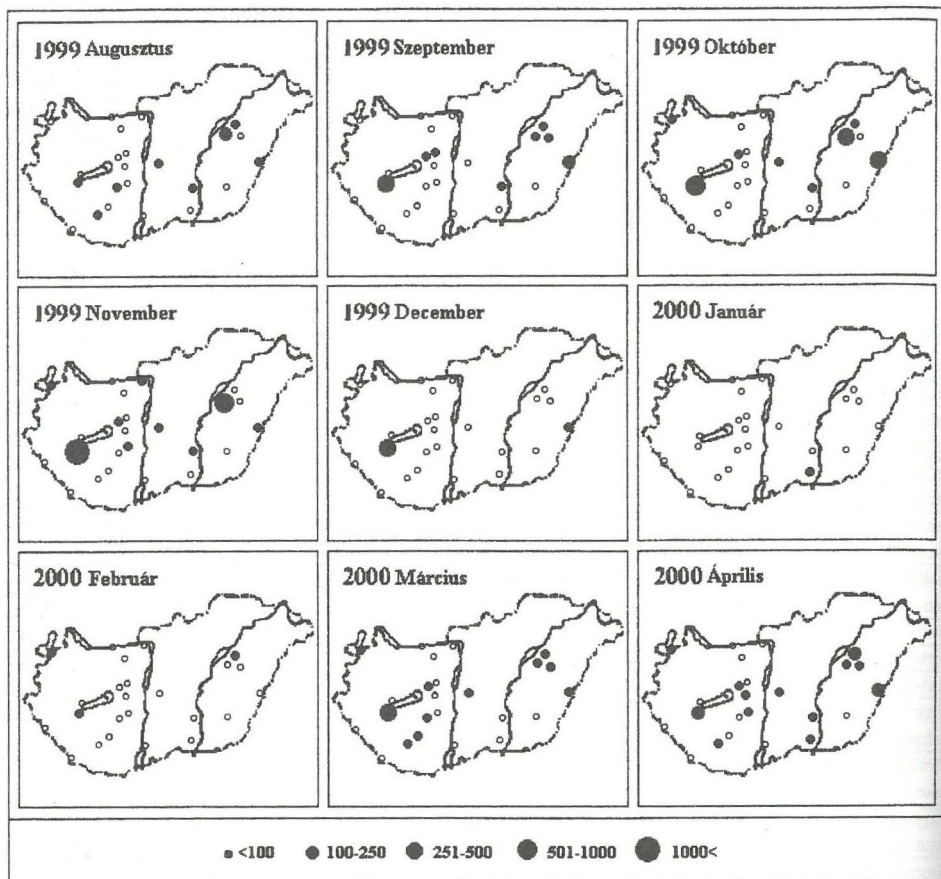 1999 Augusztus
1999 Szeptember
1999 Október
1999 November
1999 December
2000 Január
2000 Február
2000 Március
2000 Április
<100 100-250 251-500 501-1000 1000<